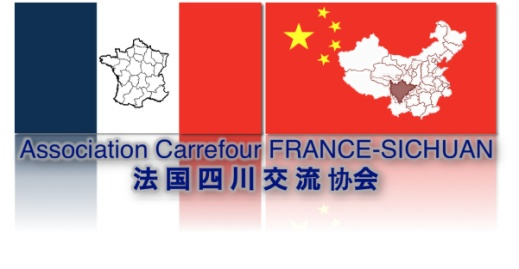 Association Carrefour FRANCE-SICHUAN
法国四川交流协会